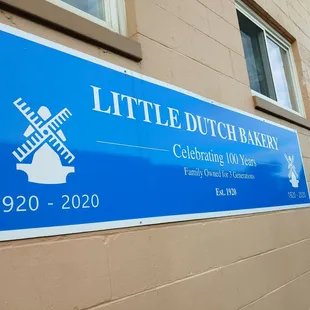 LITTLE DUTCH BAKERY
Celebrating 100 Years
Family Owned for 3 Generations
Est. 1920
920 - 2020